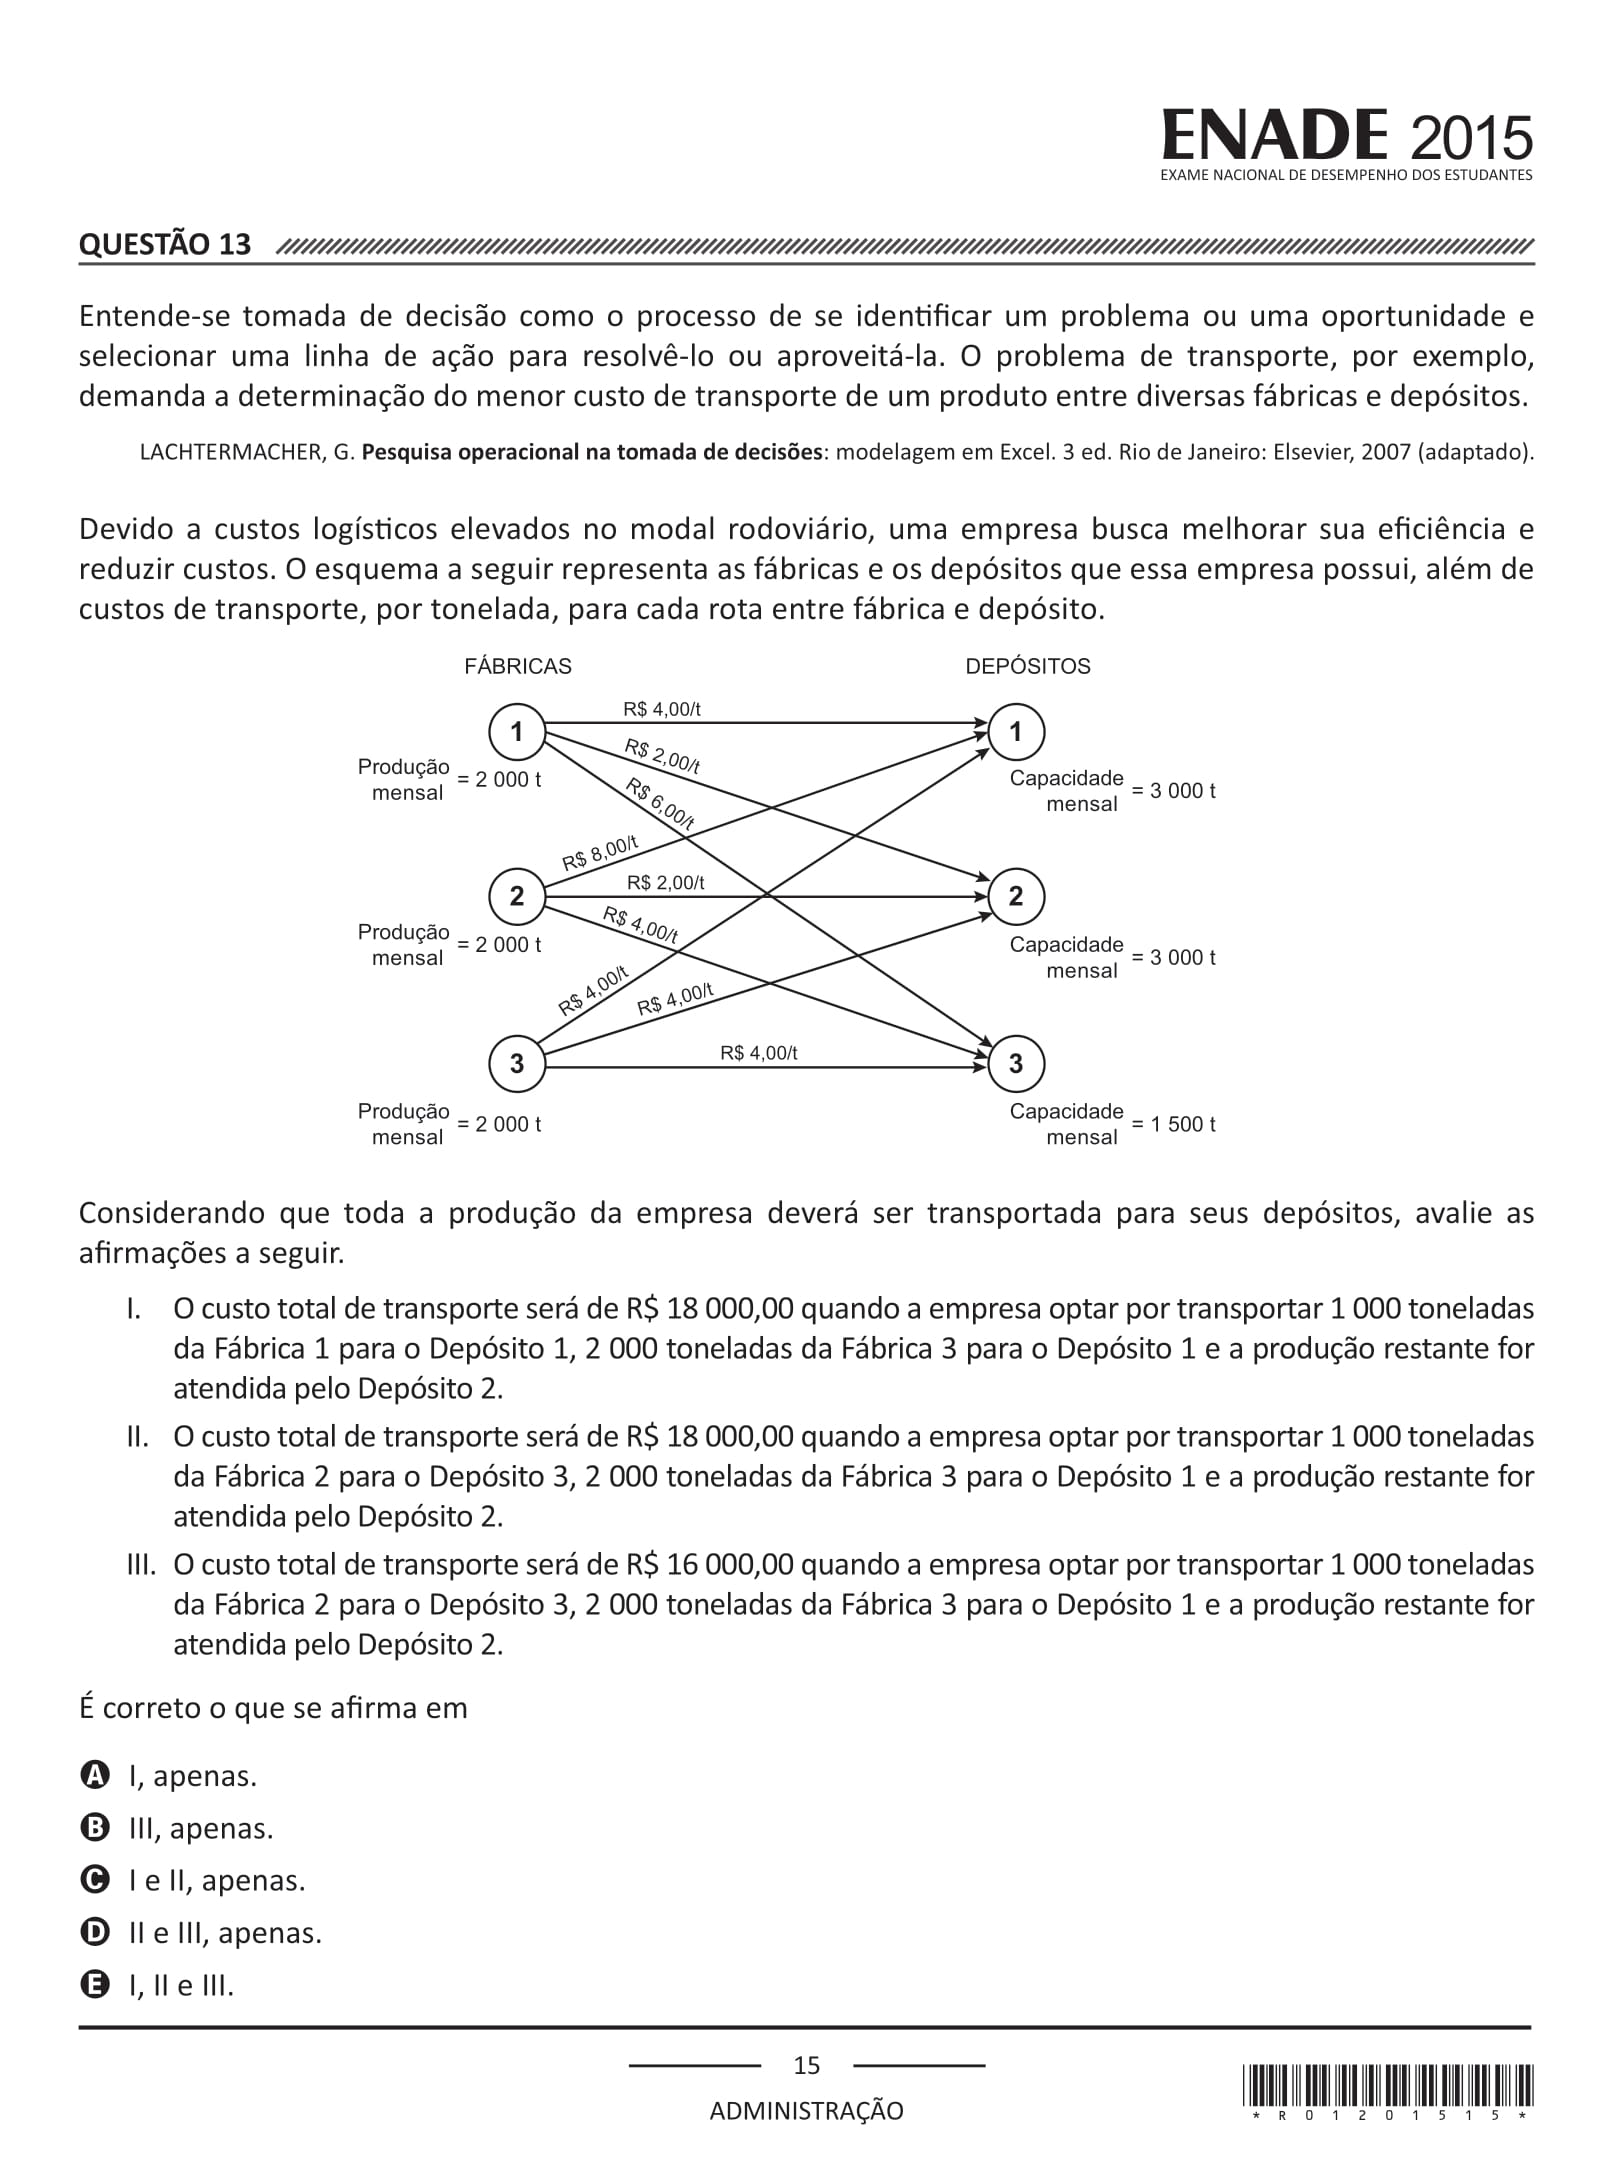 ENADE 2015
EXAME NACIONAL DE DESEMPENHO DOS ESTUDANTES
QUESTÃO 13
Entende-se tomada de decisão como o processo de se identificar um problema ou uma oportunidade e
selecionar uma linha de ação para resolvê-lo ou aproveitá-la. O problema de transporte, por exemplo,
demanda a determinação do menor custo de transporte de um produto entre diversas fábricas e depósitos.
LACHTERMACHER, G. Pesquisa operacional na tomada de decisões: modelagem em Excel. 3 ed. Rio de Janeiro: Elsevier, 2007 (adaptado).
Devido a custos logísticos elevados no modal rodoviário, uma empresa busca melhorar sua eficiência e
reduzir custos. O esquema a seguir representa as fábricas e os depósitos que essa empresa possui, além de
custos de transporte, por tonelada, para cada rota entre fábrica e depósito.
FÁBRICAS DEPÓSITOS
R$ 4,00/t
1 1
R$ 2,00/t
R$ 6,00/t
Produção
mensal = 2 000 t
Capacidade
mensal = 3 000 t
R$ 8,00/t
R$ 2,00/t
2 2
R$ 4,00/t
Produção
mensal = 2 000 t
Capacidade
mensal = 3 000 t
R$ 4,00/t
R$ 4,00/t
R$ 4,00/t
3 3
Produção
mensal = 2 000 t
Capacidade
mensal = 1 500 t
Considerando que toda a produção da empresa deverá ser transportada para seus depósitos, avalie as
afirmações a seguir.
I. O custo total de transporte será de R$ 18 000,00 quando a empresa optar por transportar 1 000 toneladas
da Fábrica 1 para o Depósito 1, 2 000 toneladas da Fábrica 3 para o Depósito 1 e a produção restante for
atendida pelo Depósito 2.
II. O custo total de transporte será de R$ 18 000,00 quando a empresa optar por transportar 1 000 toneladas
da Fábrica 2 para o Depósito 3, 2 000 toneladas da Fábrica 3 para o Depósito 1 e a produção restante for
atendida pelo Depósito 2.
III. O custo total de transporte será de R$ 16 000,00 quando a empresa optar por transportar 1 000 toneladas
da Fábrica 2 para o Depósito 3, 2 000 toneladas da Fábrica 3 para o Depósito 1 e a produção restante for
atendida pelo Depósito 2.
É correto o que se afirma em
A I, apenas.
B III, apenas.
C I e II, apenas.
D II e III, apenas.
E I, II e III.
15
ADMINISTRAÇÃO
* R 0 1 2 0 1 5 1 5 *